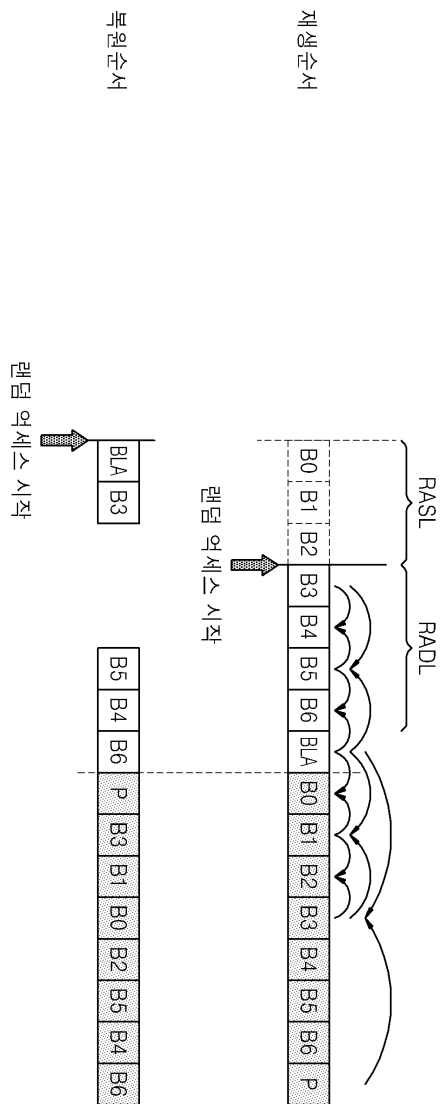 RASL RADL
재생순서
B0 B1 B2 B3 B4 B5 B6 BLA B0 B1 B2 B3 B4 B5 B6 P
랜덤 억세스 시작
복원순서
BLA B3 B5 B4 B6 P B3 B1 B0 B2 B5 B4 B6
랜덤 억세스 시작